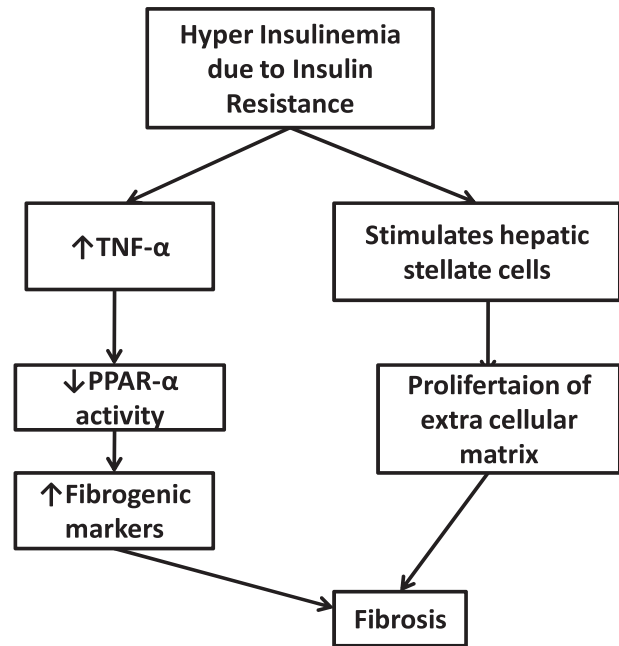 Hyper Insulinemia
due to Insulin
Resistance
↑TNF-α
Stimulates hepatic
stellate cells
↓PPAR-α
activity
Prolifertaion of
extra cellular
matrix
↑Fibrogenic
markers
Fibrosis